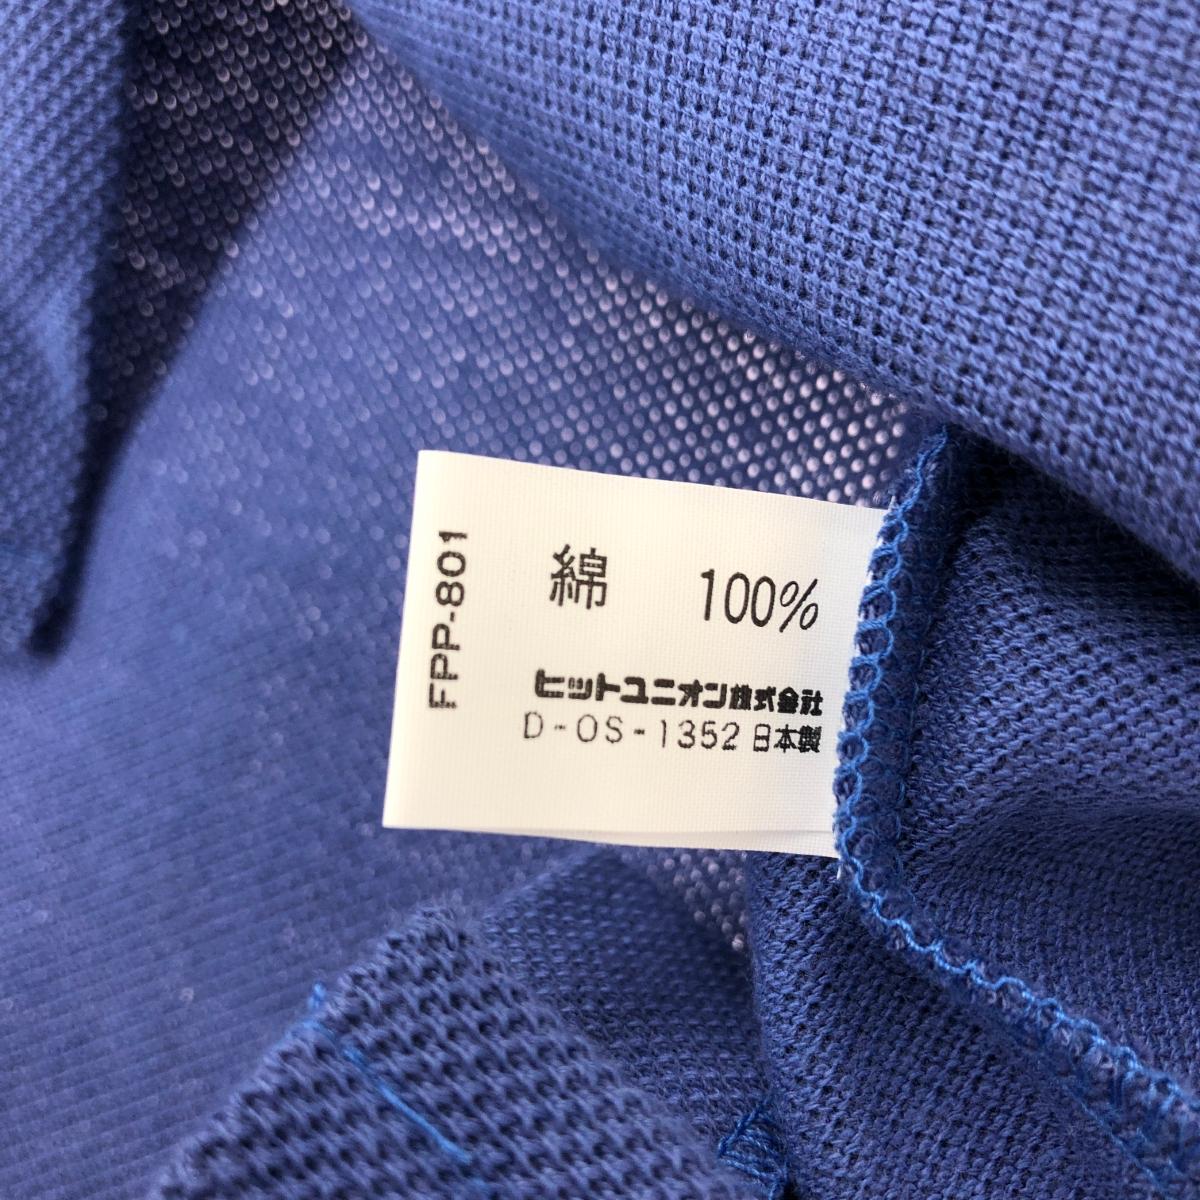 FPP-801
綿 100%
ヒットユニオン株式会社
D-OS-1352 日本製